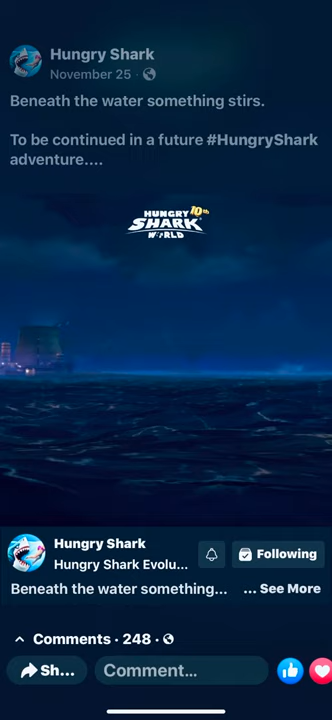 Hungry Shark
November 25 ·
Beneath the water something stirs.
To be continued in a future #HungryShark
adventure....
HUNGRY 10th
SHARK
WORLD
Hungry Shark
Hungry Shark Evolu...
Following
Beneath the water something... ... See More
Comments · 248 ·
Sh...
Comment...